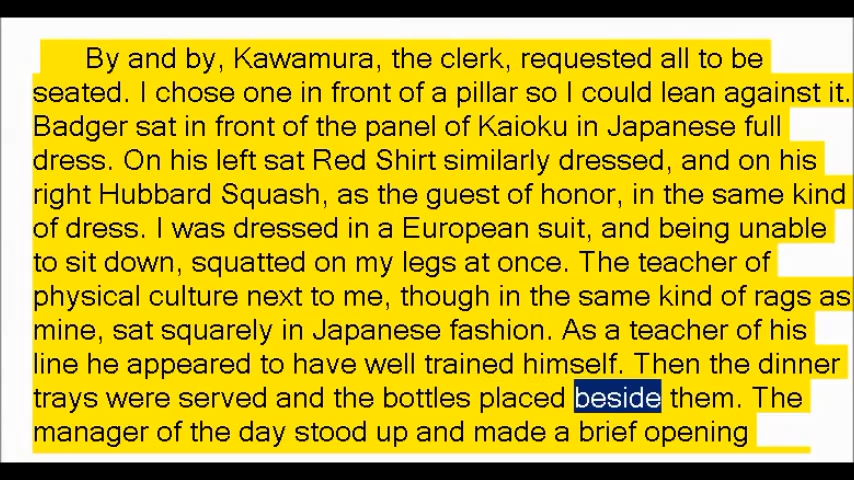 By and by, Kawamura, the clerk, requested all to be
seated. I chose one in front of a pillar so I could lean against it.
Badger sat in front of the panel of Kaioku in Japanese full
dress. On his left sat Red Shirt similarly dressed, and on his
right Hubbard Squash, as the guest of honor, in the same kind
of dress. I was dressed in a European suit, and being unable
to sit down, squatted on my legs at once. The teacher of
physical culture next to me, though in the same kind of rags as
mine, sat squarely in Japanese fashion. As a teacher of his
line he appeared to have well trained himself. Then the dinner
trays were served and the bottles placed beside them. The
manager of the day stood up and made a brief opening